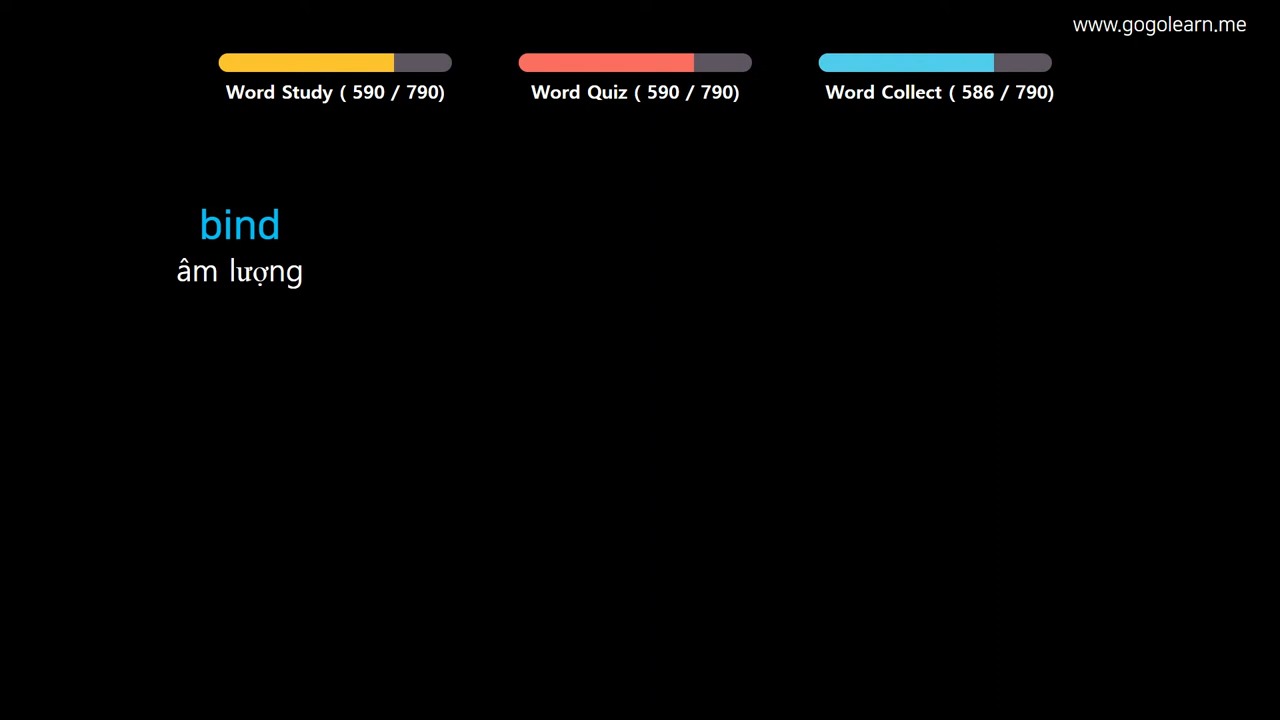 www.gogolearn.me
Word Study ( 590 / 790)
Word Quiz ( 590 / 790)
Word Collect ( 586 / 790)
bind
âm lượng